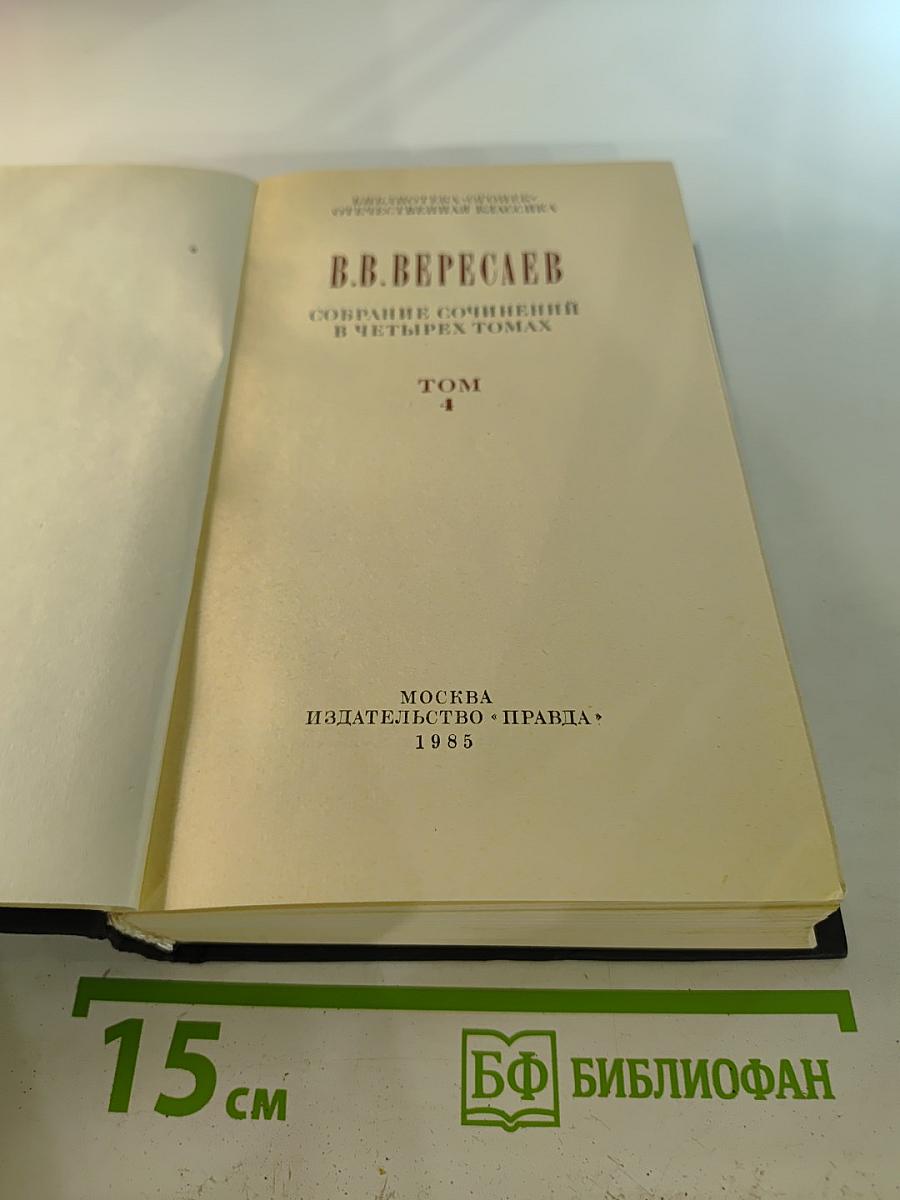 БИБЛИОТЕКА «ОГОНЕК»
ОТЕЧЕСТВЕННАЯ КЛАССИКА
В.В.ВЕРЕСАЕВ
СОБРАНИЕ СОЧИНЕНИЙ
В ЧЕТЫРЕХ ТОМАХ
ТОМ
4
МОСКВА
ИЗДАТЕЛЬСТВО «ПРАВДА»
1985
15 см
БФ БИБЛИОФАН